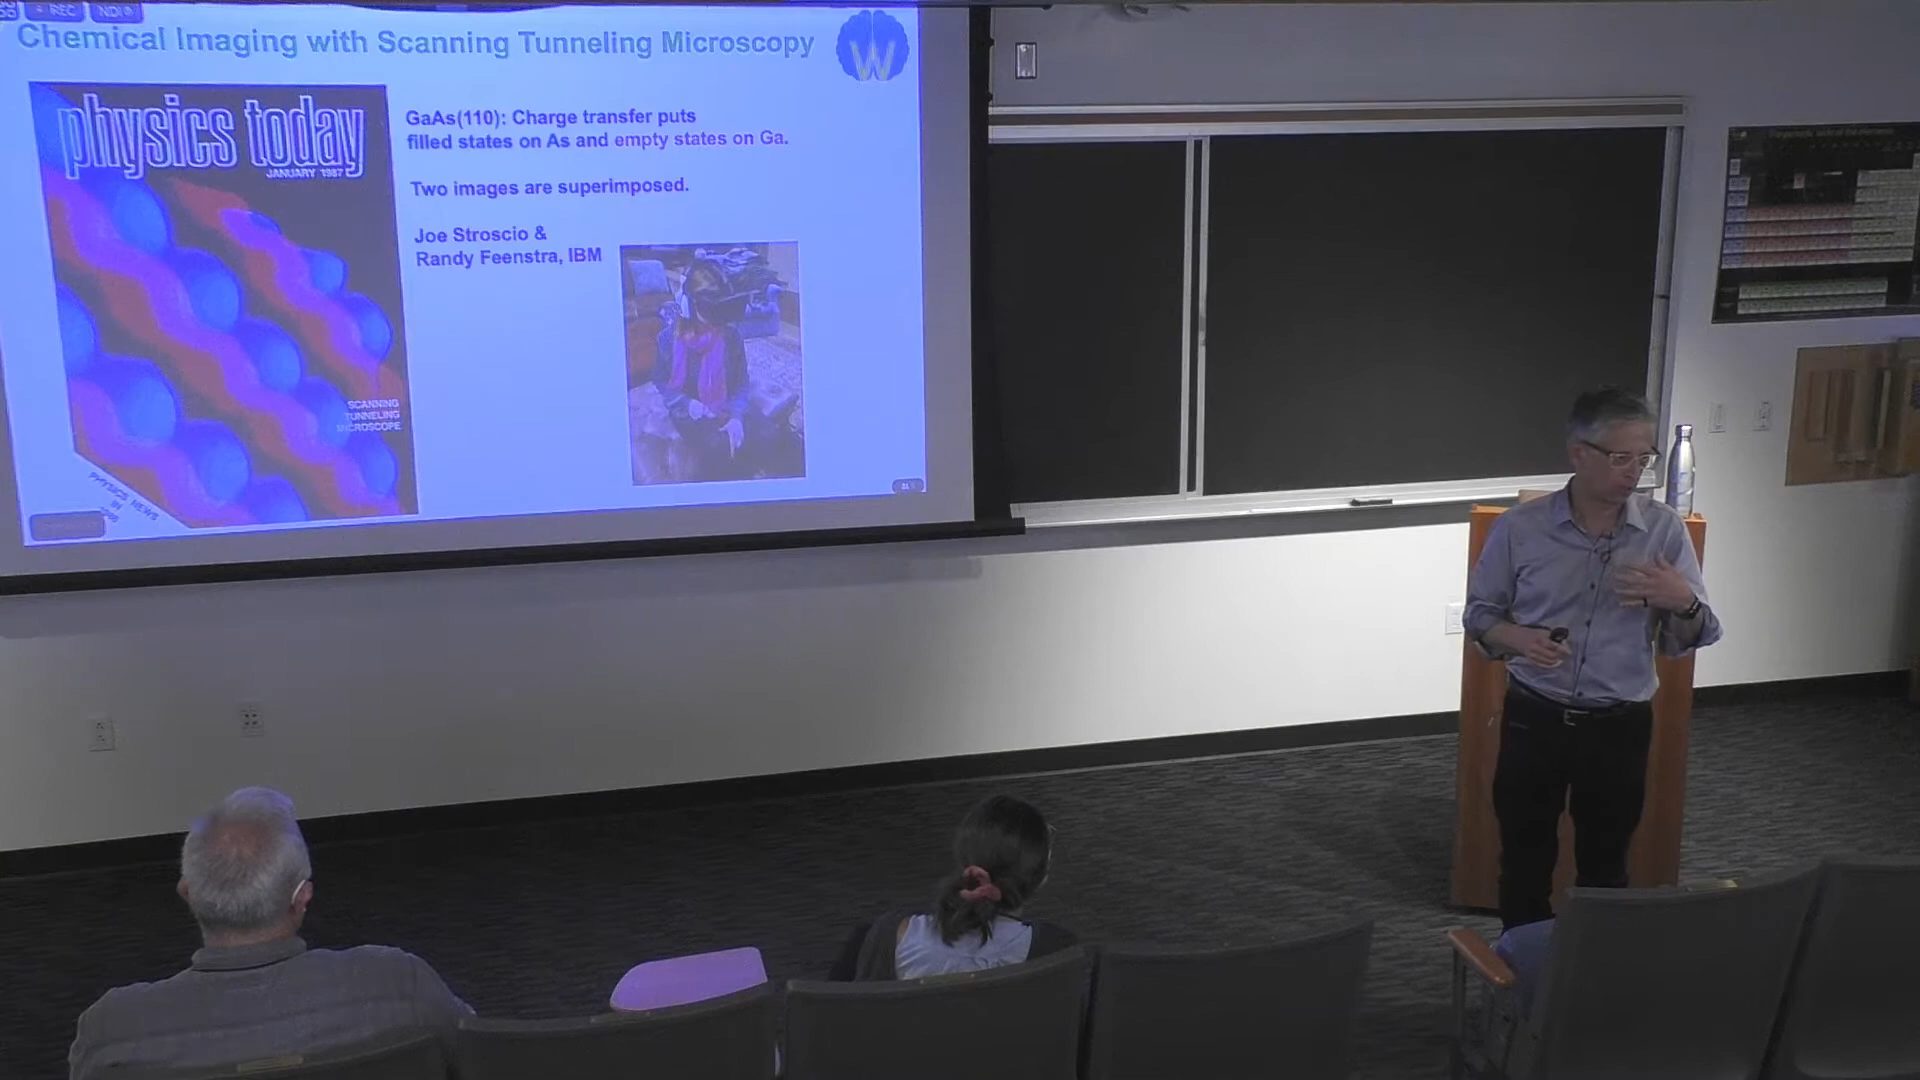 REC
NDI
Chemical Imaging with Scanning Tunneling Microscopy
W
physics today
JANUARY 1987
GaAs(110): Charge transfer puts
filled states on As and empty states on Ga.
Two images are superimposed.
Joe Stroscio &
Randy Feenstra, IBM
SCANNING
TUNNELING
MICROSCOPE
PHYSICS NEWS
IN